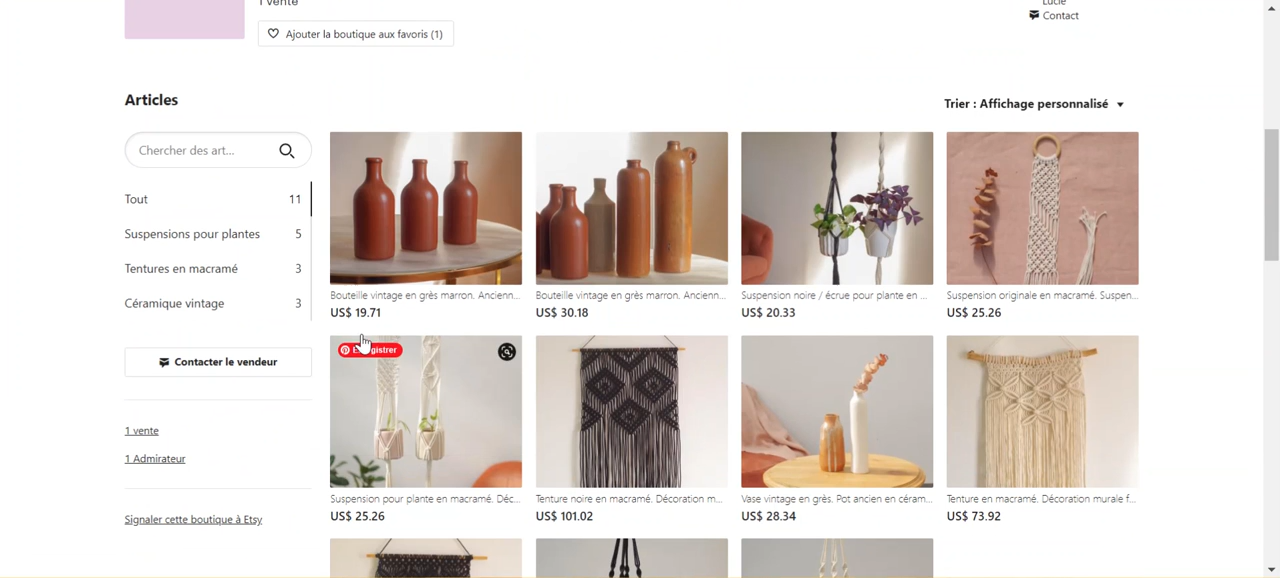 1 vente
Lucie
Contact
Ajouter la boutique aux favoris (1)
Articles
Trier : Affichage personnalisé
Chercher des art...
Tout 11
Suspensions pour plantes 5
Tentures en macramé 3
Céramique vintage 3
Contacter le vendeur
1 vente
1 Admirateur
Signaler cette boutique à Etsy
Bouteille vintage en grès marron. Ancienn...
US$ 19.71
Bouteille vintage en grès marron. Ancienn...
US$ 30.18
Suspension noire / écrue pour plante en ...
US$ 20.33
Suspension originale en macramé. Suspen...
US$ 25.26
Suspension pour plante en macramé. Déc...
US$ 25.26
Tenture noire en macramé. Décoration m...
US$ 101.02
Vase vintage en grès. Pot ancien en céram...
US$ 28.34
Tenture en macramé. Décoration murale f...
US$ 73.92